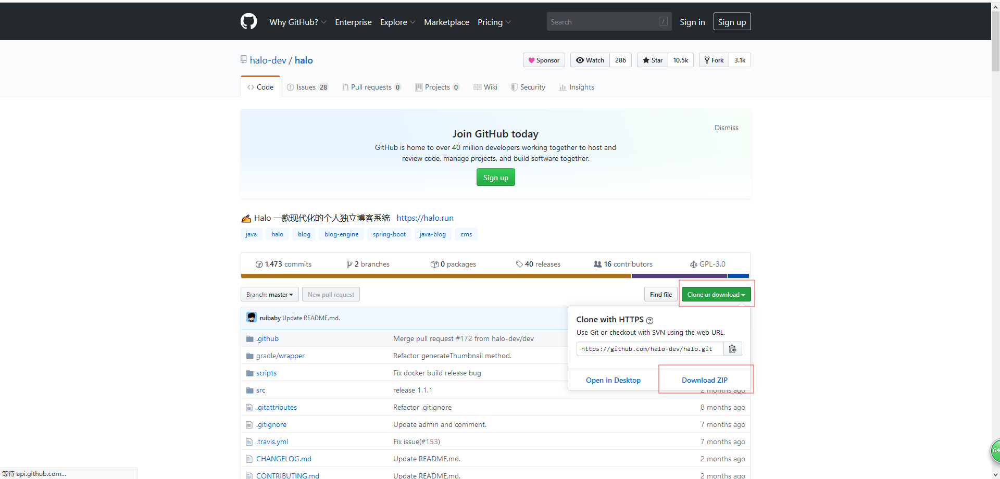 Why GitHub? Enterprise Explore Marketplace Pricing Search / Sign in Sign up
halo-dev / halo Sponsor Watch 286 Star 10.5k Fork 3.1k
Code Issues 28 Pull requests 0 Projects 0 Wiki Security Insights
Dismiss
Join GitHub today
GitHub is home to over 40 million developers working together to host and
review code, manage projects, and build software together.
Sign up
Halo 一款现代化的个人独立博客系统 https://halo.run
java halo blog blog-engine spring-boot java-blog cms
1,473 commits 2 branches 0 packages 40 releases 16 contributors GPL-3.0
Branch: master New pull request Find file Clone or download
ruibaby Update README.md.
Clone with HTTPS ?
Use Git or checkout with SVN using the web URL.
https://github.com/halo-dev/halo.git
Open in Desktop Download ZIP
.github Merge pull request #172 from halo-dev/dev
gradle/wrapper Refactor generateThumbnail method.
scripts Fix docker build release bug
src release 1.1.1 2 months ago
.gitattributes Refactor .gitignore 8 months ago
.gitignore Update admin and comment. 7 months ago
.travis.yml Fix issue(#153) 7 months ago
CHANGELOG.md Update README.md. 2 months ago
CONTRIBUTING.md Update README.md. 2 months ago
64
等待 api.github.com...